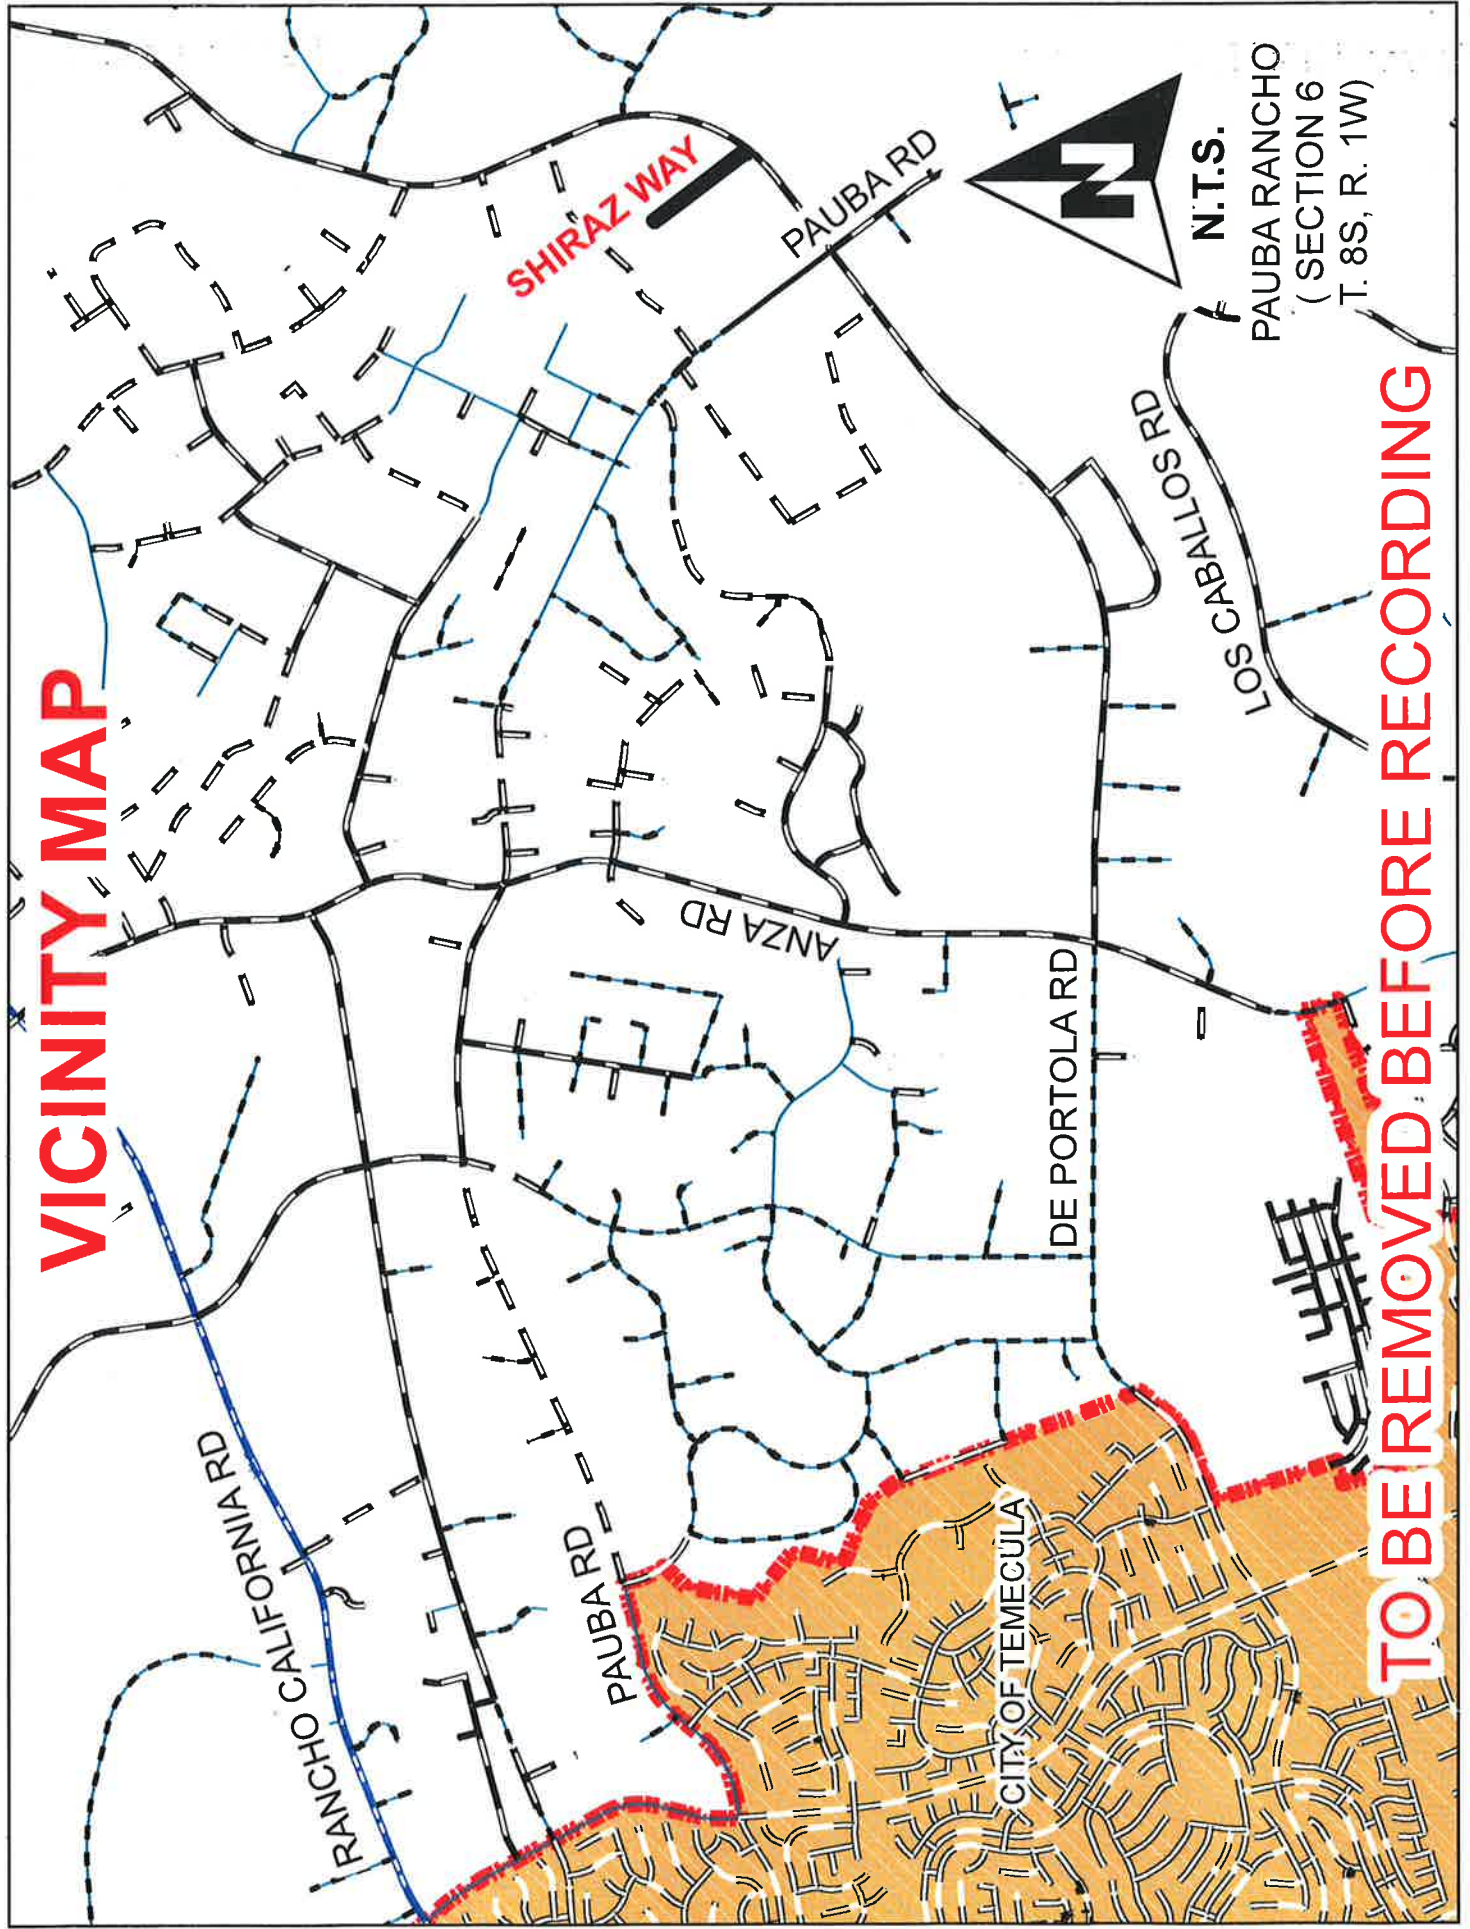 VICINITY MAP
RANCHO CALIFORNIA RD
PAUBA RD
CITY OF TEMECULA
DE PORTOLA RD
ANZA RD
LOS CABALLOS RD
SHIRAZ WAY
PAUBA RD
N
N.T.S.
PAUBA RANCHO
( SECTION 6
T. 8S, R. 1W)
TO BE REMOVED BEFORE RECORDING